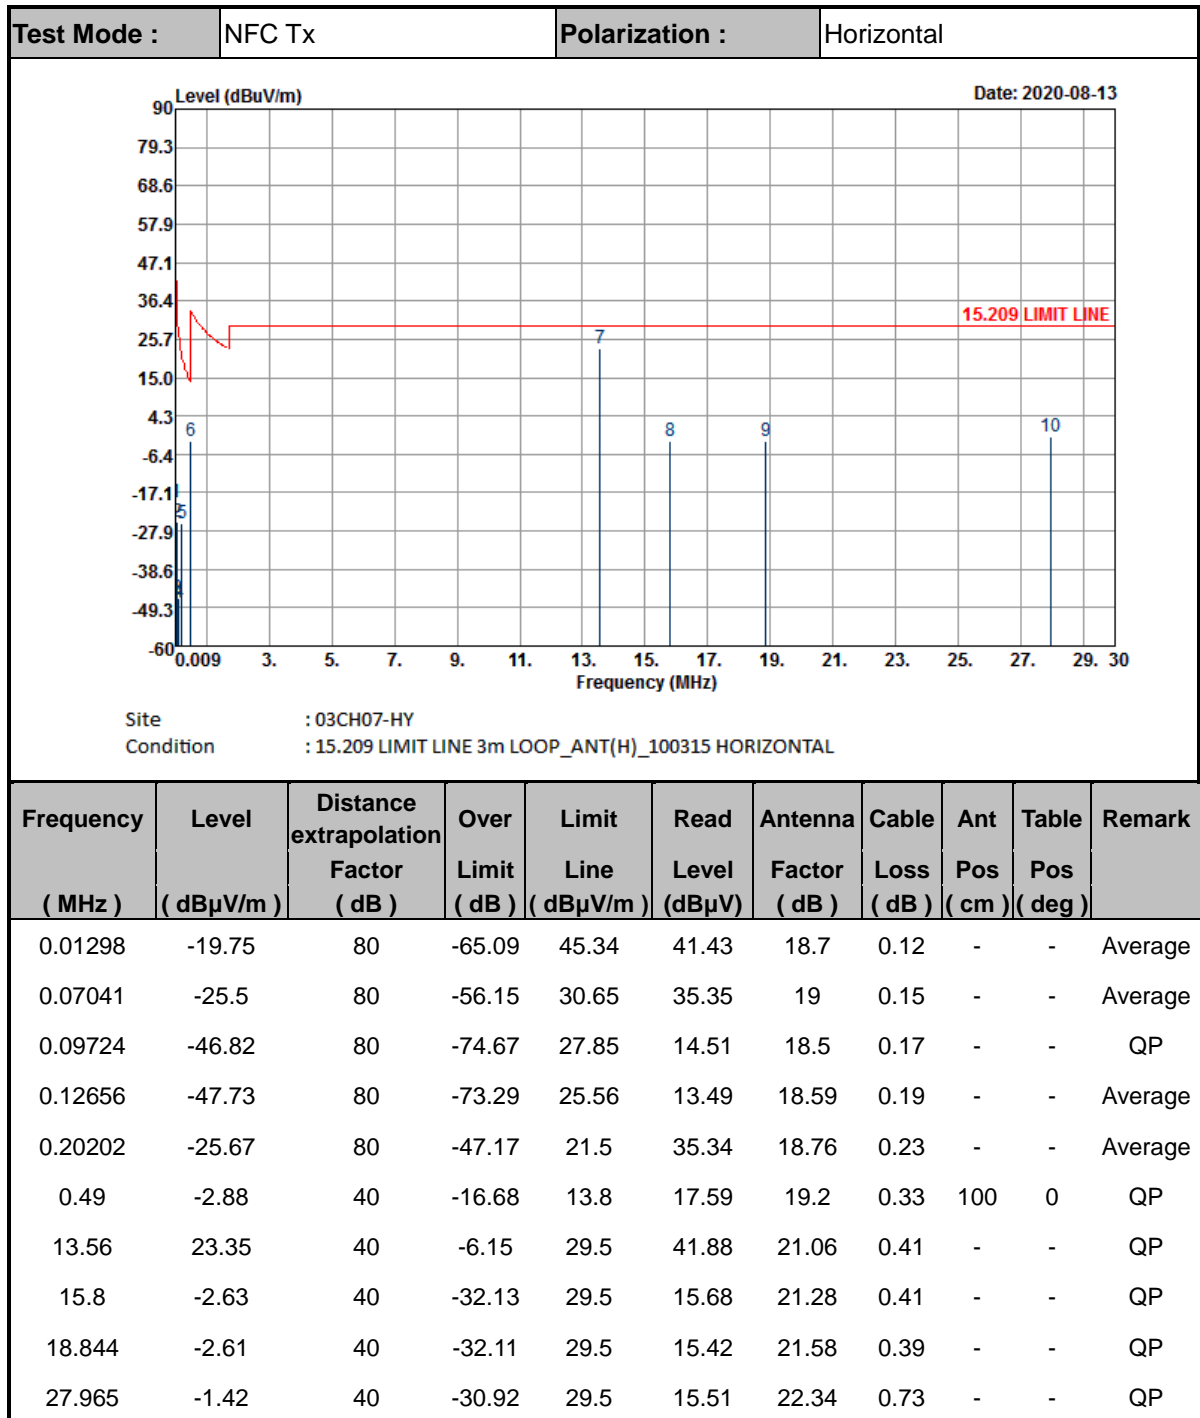 Test Mode : NFC Tx Polarization : Horizontal
Level (dBuV/m) Date: 2020-08-13
90
79.3
68.6
57.9
47.1
36.4
15.209 LIMIT LINE
25.7
7
15.0
4.3
6 8 9 10
-6.4
-17.1
1
2
5
-27.9
-38.6
-49.3
-60
0.009 3. 5. 7. 9. 11. 13. 15. 17. 19. 21. 23. 25. 27. 29. 30
Frequency (MHz)
Site : 03CH07-HY
Condition : 15.209 LIMIT LINE 3m LOOP_ANT(H)_100315 HORIZONTAL
Frequency Level Distance extrapolation Over Limit Read Antenna Cable Ant Table Remark
Factor Limit Line Level Factor Loss Pos Pos
( MHz ) ( dBµV/m ) ( dB ) ( dB ) ( dBµV/m ) (dBµV) ( dB ) ( dB ) ( cm ) ( deg )
0.01298 -19.75 80 -65.09 45.34 41.43 18.7 0.12 - - Average
0.07041 -25.5 80 -56.15 30.65 35.35 19 0.15 - - Average
0.09724 -46.82 80 -74.67 27.85 14.51 18.5 0.17 - - QP
0.12656 -47.73 80 -73.29 25.56 13.49 18.59 0.19 - - Average
0.20202 -25.67 80 -47.17 21.5 35.34 18.76 0.23 - - Average
0.49 -2.88 40 -16.68 13.8 17.59 19.2 0.33 100 0 QP
13.56 23.35 40 -6.15 29.5 41.88 21.06 0.41 - - QP
15.8 -2.63 40 -32.13 29.5 15.68 21.28 0.41 - - QP
18.844 -2.61 40 -32.11 29.5 15.42 21.58 0.39 - - QP
27.965 -1.42 40 -30.92 29.5 15.51 22.34 0.73 - - QP